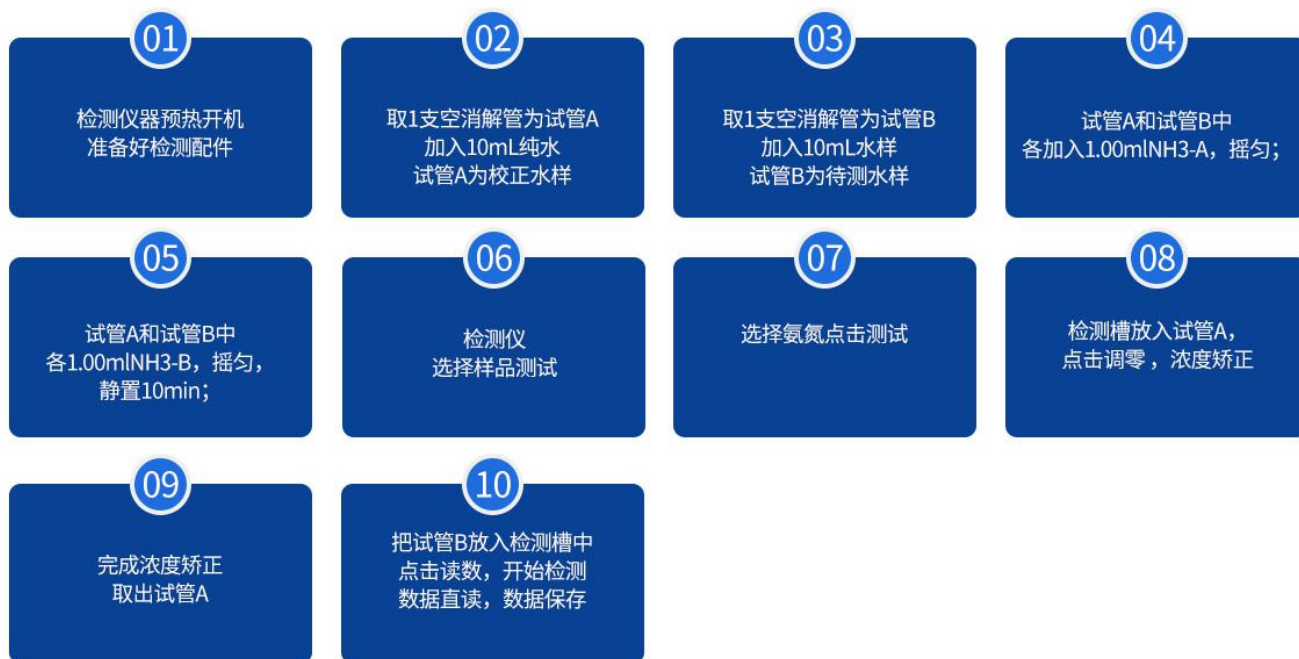 01
检测仪器预热开机
准备好检测配件
02
取1支空消解管为试管A
加入10mL纯水
试管A为校正水样
03
取1支空消解管为试管B
加入10mL水样
试管B为待测水样
04
试管A和试管B中
各加入1.00mlNH3-A，摇匀；
05
试管A和试管B中
各1.00mlNH3-B，摇匀，
静置10min；
06
检测仪
选择样品测试
07
选择氨氮点击测试
08
检测槽放入试管A，
点击调零 ，浓度矫正
09
完成浓度矫正
取出试管A
10
把试管B放入检测槽中
点击读数，开始检测
数据直读，数据保存